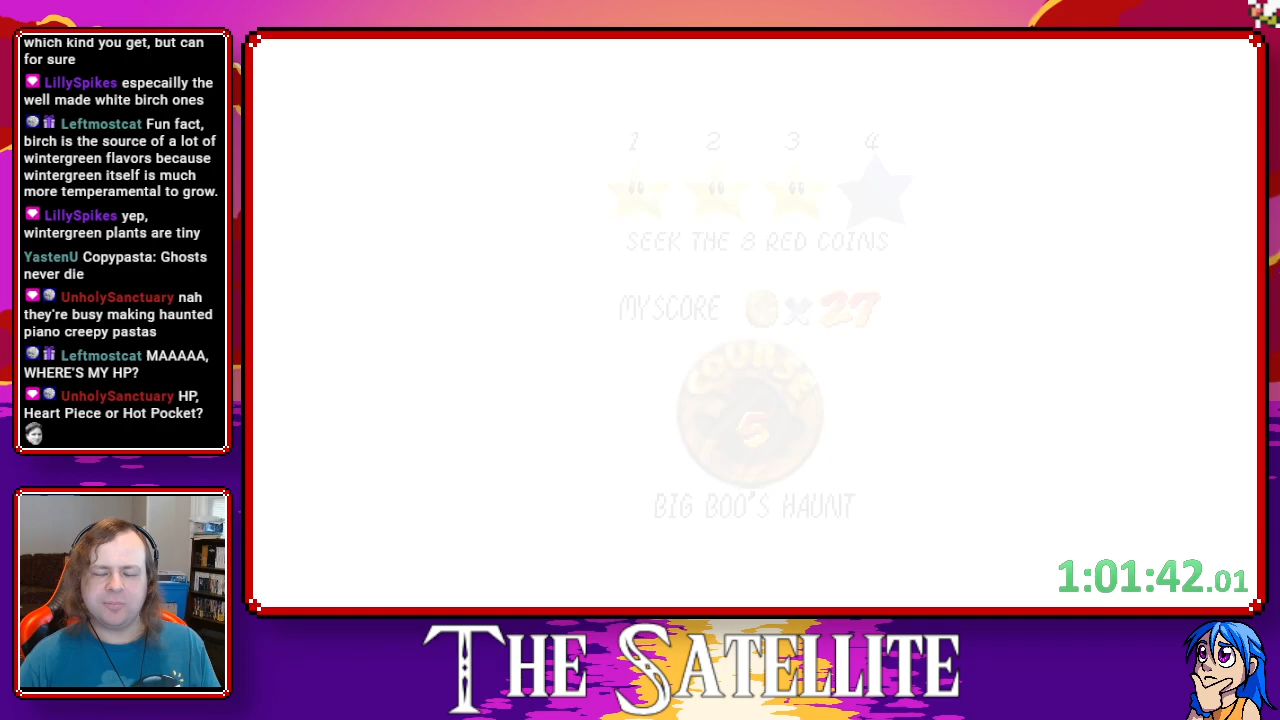 which kind you get, but can
for sure
LillySpikes especailly the
well made white birch ones
Leftmostcat Fun fact,
birch is the source of a lot of
wintergreen flavors because
wintergreen itself is much
more temperamental to grow.
LillySpikes yep,
wintergreen plants are tiny
YastenU Copypasta: Ghosts
never die
UnholySanctuary nah
they're busy making haunted
piano creepy pastas
Leftmostcat MAAAAA,
WHERE'S MY HP?
UnholySanctuary HP,
Heart Piece or Hot Pocket?
1 2 3 4
SEEK THE 8 RED COINS
MY SCORE × 27
COURSE
5
BIG BOO'S HAUNT
1:01:42.01
THE SATELLITE